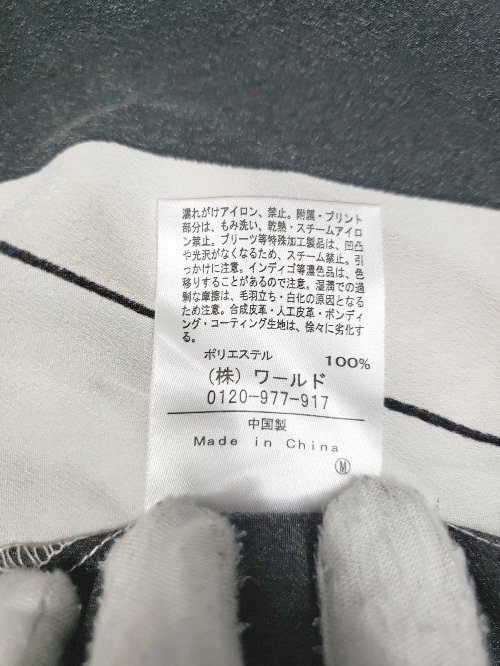 濡れがけアイロン、禁止。附属・プリント
部分は、もみ洗い、乾熱・スチームアイロ
ン禁止。プリーツ等特殊加工製品は、凹凸
や光沢がなくなるため、スチーム禁止。引
っかけに注意。インディゴ等濃色品は、色
移りすることがあるので注意。湿潤での過
剰な摩擦は、毛羽立ち・白化の原因となる
ため注意。合成皮革・人工皮革・ボンディ
ング・コーティング生地は、徐々に劣化す
る。
ポリエステル 100%
(株) ワールド
0120-977-917
中国製
Made in China
M